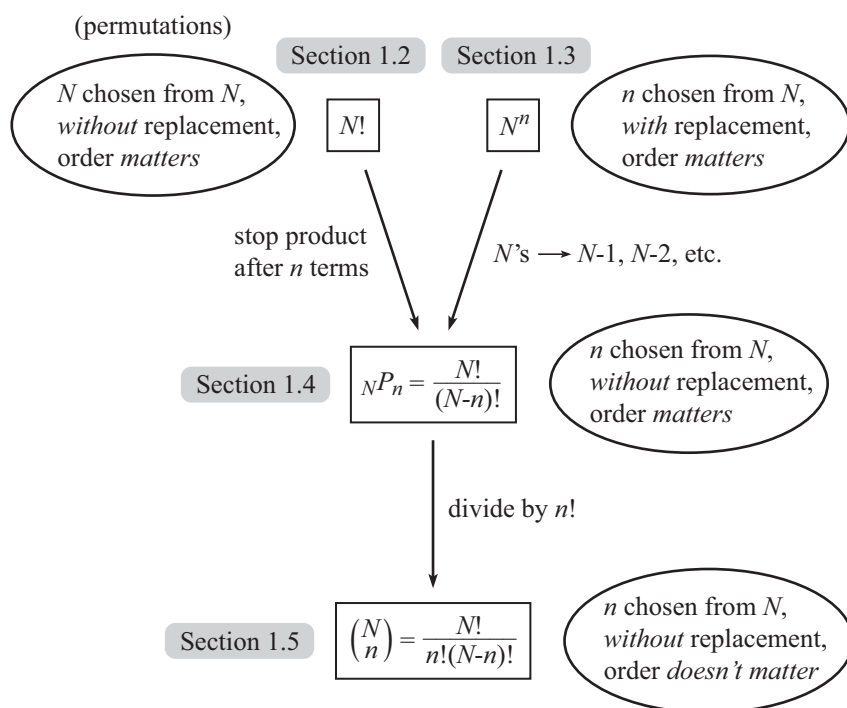 (permutations)
Section 1.2
Section 1.3
N chosen from N,
without replacement,
order matters
N!
Nⁿ
n chosen from N,
with replacement,
order matters
stop product
after n terms
N's → N-1, N-2, etc.
Section 1.4
ₙPₙ = N!/(N-n)!
n chosen from N,
without replacement,
order matters
divide by n!
Section 1.5
(N n) = N!/n!(N-n)!
n chosen from N,
without replacement,
order doesn't matter